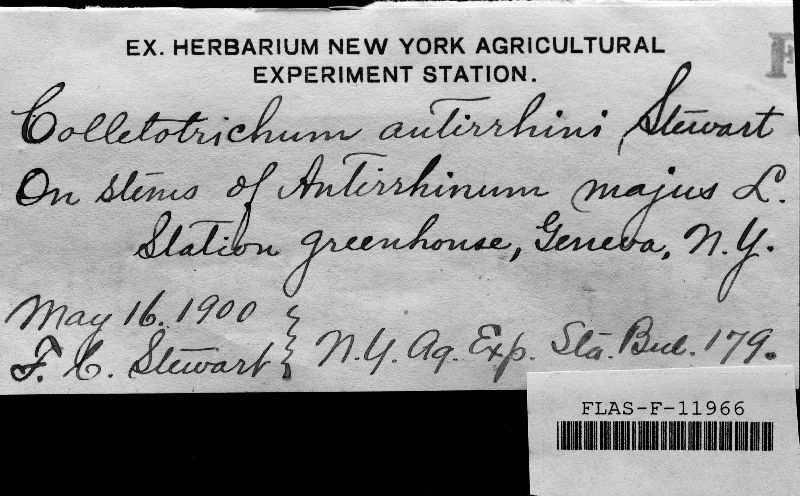 EX. HERBARIUM NEW YORK AGRICULTURAL
EXPERIMENT STATION.
F
Colletotrichum antirrhini, Stewart
On stems of Antirrhinum majus L.
Station greenhouse, Geneva, N.Y.
May 16. 1900
F. C. Stewart } N.Y. Ag. Exp. Sta. Bul. 179.
FLAS-F-11966